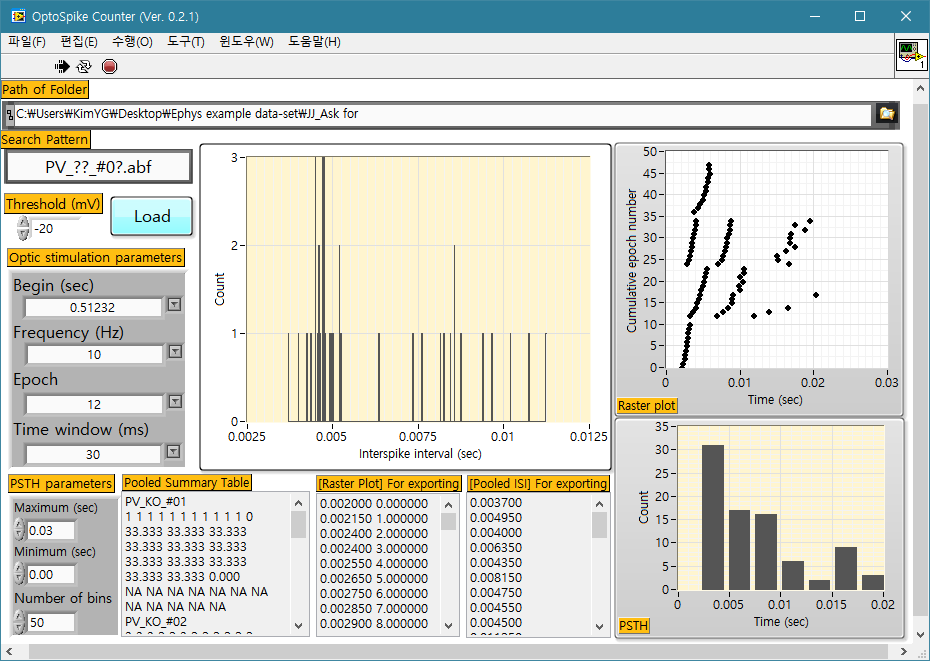 OptoSpike Counter (Ver. 0.2.1)
파일(F) 편집(E) 수행(O) 도구(T) 윈도우(W) 도움말(H)
1
Path of Folder
C:₩Users₩KimYG₩Desktop₩Ephys example data-set₩JJ_Ask for
Search Pattern
PV_??_#0?.abf
Threshold (mV)
-20
Load
Optic stimulation parameters
Begin (sec)
0.51232
Frequency (Hz)
10
Epoch
12
Time window (ms)
30
3
2
1
0
Count
0.0025 0.005 0.0075 0.01 0.0125
Interspike interval (sec)
50
45
40
35
30
25
20
15
10
5
0
Cumulative epoch number
0 0.01 0.02 0.03
Time (sec)
Raster plot
35
30
25
20
15
10
5
0
Count
0 0.005 0.01 0.015 0.02
Time (sec)
PSTH
PSTH parameters
Maximum (sec)
0.03
Minimum (sec)
0.00
Number of bins
50
Pooled Summary Table
PV_KO_#01
1 1 1 1 1 1 1 1 1 1 1 0
33.333 33.333 33.333
33.333 33.333 33.333
33.333 33.333 33.333
33.333 33.333 0.000
NA NA NA NA NA NA NA
NA NA NA NA NA
PV_KO_#02
[Raster Plot] For exporting
0.002000 0.000000
0.002150 1.000000
0.002400 2.000000
0.002400 3.000000
0.002550 4.000000
0.002650 5.000000
0.002750 6.000000
0.002850 7.000000
0.002900 8.000000
[Pooled ISI] For exporting
0.003700
0.004950
0.004000
0.006350
0.004350
0.008150
0.004750
0.004550
0.004500